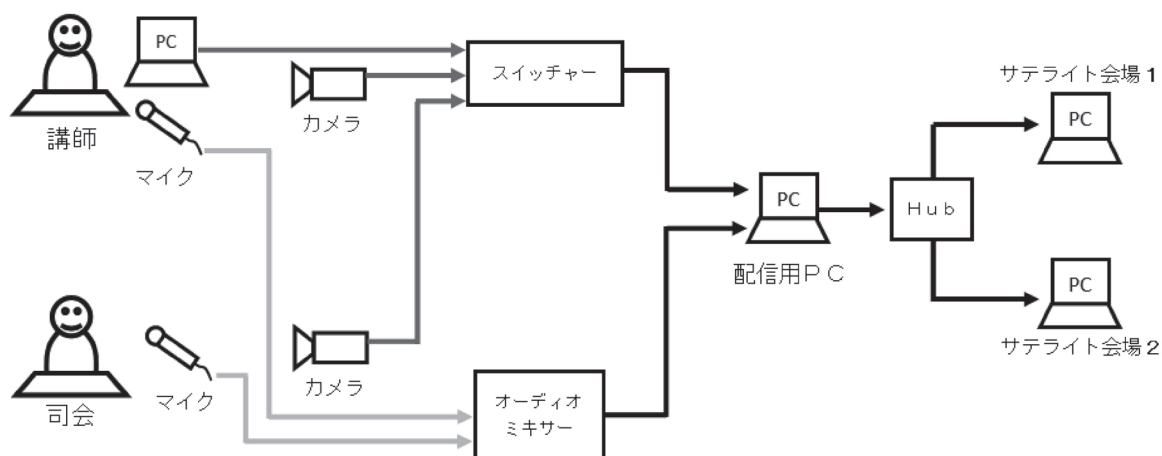 PC
講師
マイク
カメラ
スイッチャー
サテライト会場1
PC
PC
配信用PC
Hub
PC
サテライト会場2
司会
マイク
カメラ
オーディオ
ミキサー